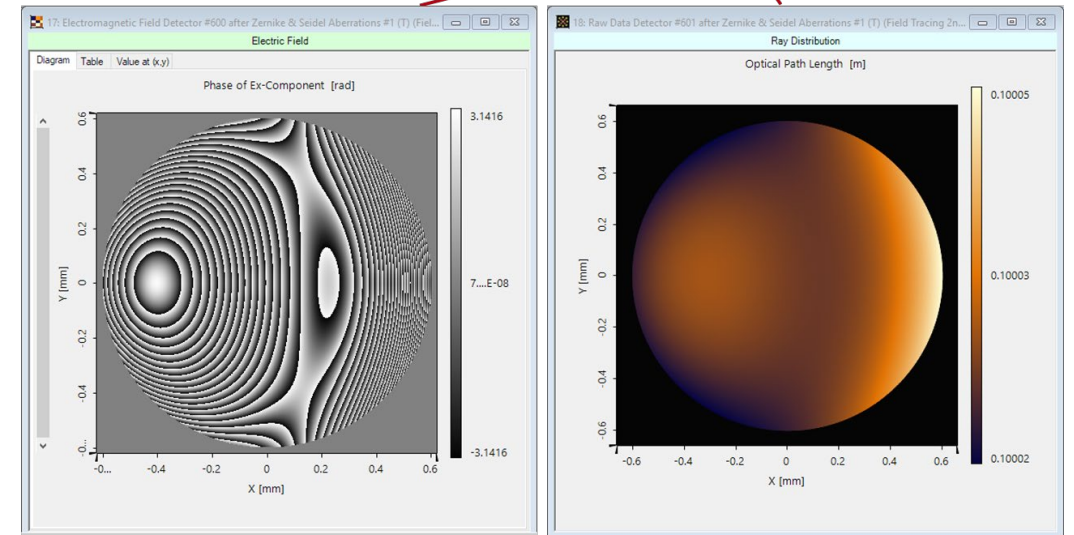 17: Electromagnetic Field Detector #600 after Zernike & Seidel Aberrations #1 (T) (Fiel...
Electric Field
Diagram Table Value at (x,y)
Phase of Ex-Component [rad]
3.1416
7....E-08
-3.1416
0.6
0.4
0.2
0
-0.2
-0.4
-0...
Y [mm]
-0... -0.4 -0.2 0 0.2 0.4 0.6
X [mm]
18: Raw Data Detector #601 after Zernike & Seidel Aberrations #1 (T) (Field Tracing 2n...
Ray Distribution
Optical Path Length [m]
0.10005
0.10003
0.10002
0.6
0.4
0.2
0
-0.2
-0.4
-0.6
Y [mm]
-0.6 -0.4 -0.2 0 0.2 0.4 0.6
X [mm]